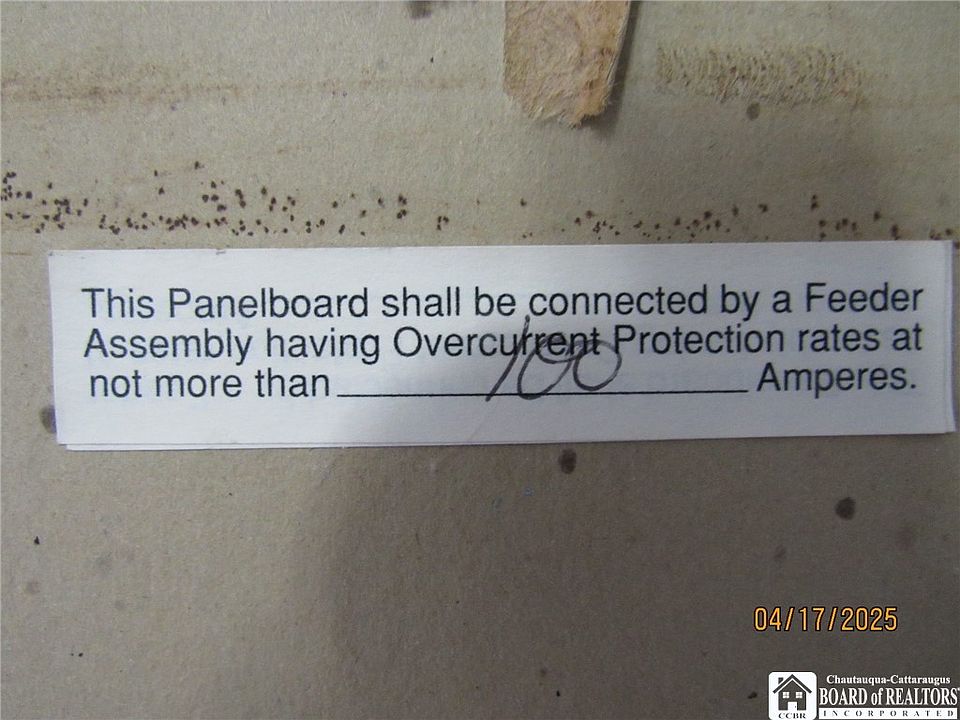 This Panelboard shall be connected by a Feeder
Assembly having Overcurrent Protection rates at
not more than 100 Amperes.
04/17/2025
Chautauqua-Cattaraugus
BOARD of REALTORS
CCBR INCORPORATED